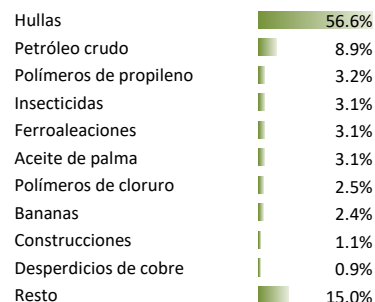 Hullas 56.6%
Petróleo crudo 8.9%
Polímeros de propileno 3.2%
Insecticidas 3.1%
Ferroaleaciones 3.1%
Aceite de palma 3.1%
Polímeros de cloruro 2.5%
Bananas 2.4%
Construcciones 1.1%
Desperdicios de cobre 0.9%
Resto 15.0%